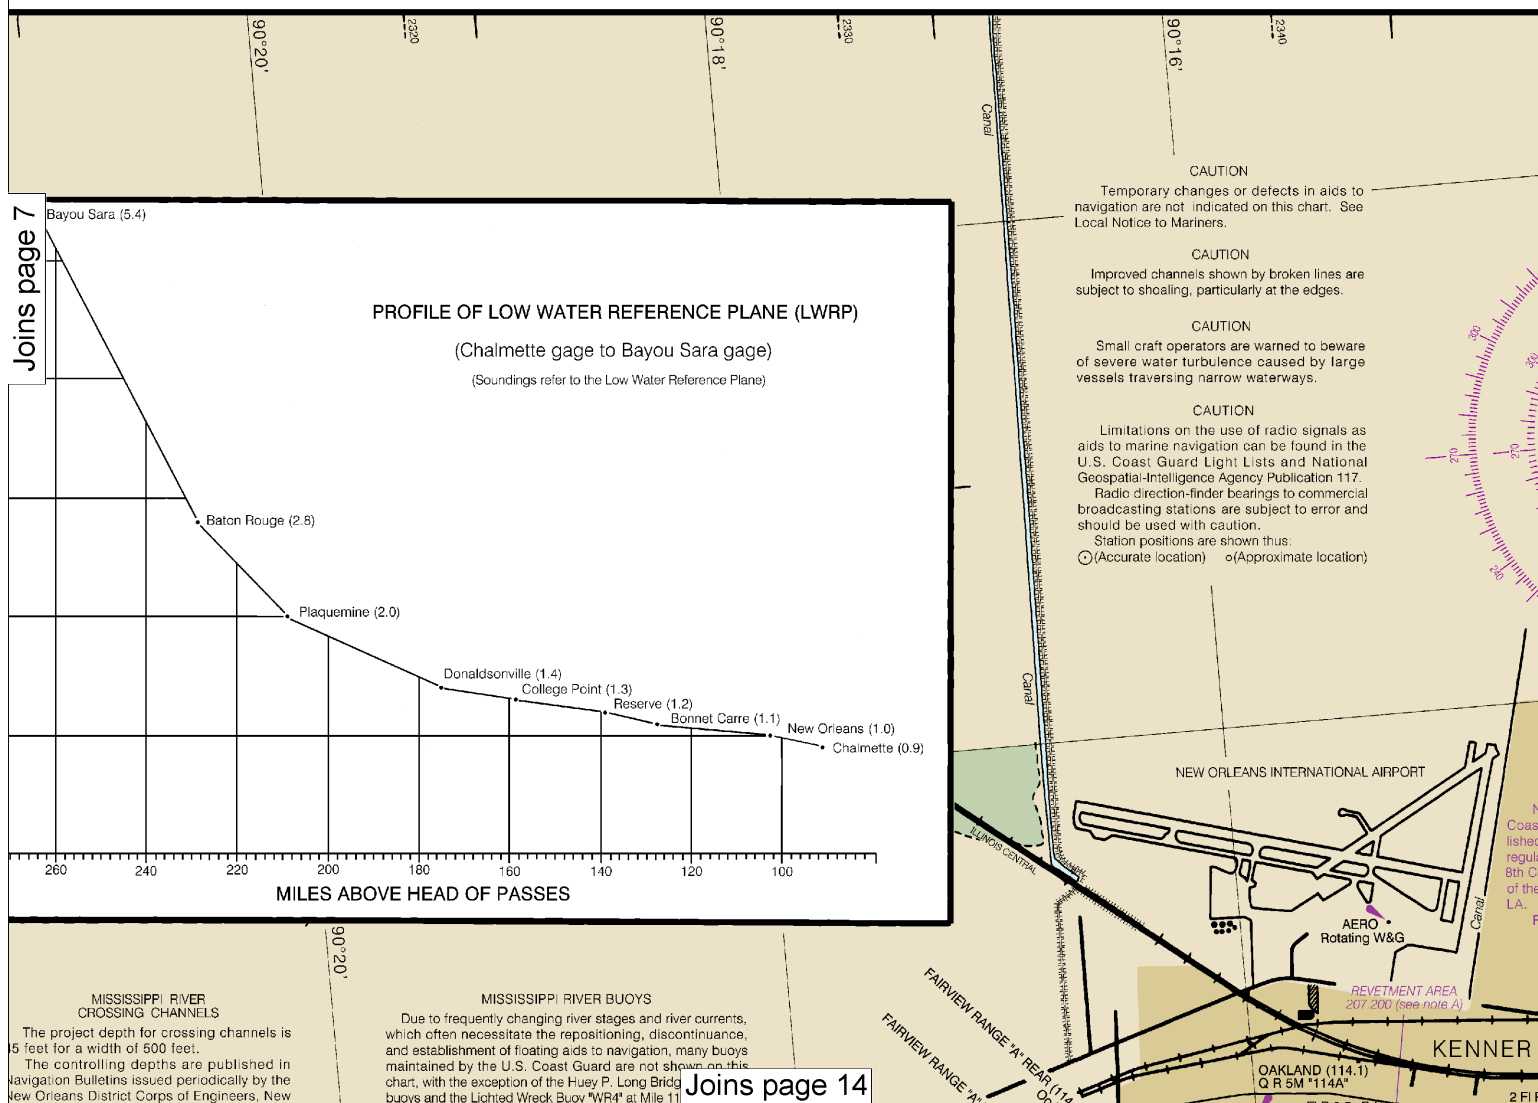 90°20'
2320
90°18'
2330
90°16'
2340
Canal
CAUTION
Temporary changes or defects in aids to
navigation are not indicated on this chart. See
Local Notice to Mariners.
CAUTION
Improved channels shown by broken lines are
subject to shoaling, particularly at the edges.
CAUTION
Small craft operators are warned to beware
of severe water turbulence caused by large
vessels traversing narrow waterways.
CAUTION
Limitations on the use of radio signals as
aids to marine navigation can be found in the
U.S. Coast Guard Light Lists and National
Geospatial-Intelligence Agency Publication 117.
Radio direction-finder bearings to commercial
broadcasting stations are subject to error and
should be used with caution.
Station positions are shown thus:
(Accurate location) o(Approximate location)
Joins page 7
Bayou Sara (5.4)
PROFILE OF LOW WATER REFERENCE PLANE (LWRP)
(Chalmette gage to Bayou Sara gage)
(Soundings refer to the Low Water Reference Plane)
Baton Rouge (2.8)
Plaquemine (2.0)
Donaldsonville (1.4)
College Point (1.3)
Reserve (1.2)
Bonnet Carre (1.1)
New Orleans (1.0)
Chalmette (0.9)
260 240 220 200 180 160 140 120 100
MILES ABOVE HEAD OF PASSES
300
270
270
240
Canal
NEW ORLEANS INTERNATIONAL AIRPORT
ILLINOIS CENTRAL
Coas
lished
regula
8th C
of the
LA.
Canal
AERO
Rotating W&G
REVETMENT AREA
207.200 (see note A)
KENNER
OAKLAND (114.1)
Q R 5M "114A"
2 FI
90°20'
FAIRVIEW RANGE "A" REAR (114
FAIRVIEW RANGE "A"
MISSISSIPPI RIVER
CROSSING CHANNELS
The project depth for crossing channels is
45 feet for a width of 500 feet.
The controlling depths are published in
Navigation Bulletins issued periodically by the
New Orleans District Corps of Engineers, New
MISSISSIPPI RIVER BUOYS
Due to frequently changing river stages and river currents,
which often necessitate the repositioning, discontinuance,
and establishment of floating aids to navigation, many buoys
maintained by the U.S. Coast Guard are not shown on this
chart, with the exception of the Huey P. Long Bridg
buoys and the Lighted Wreck Buoy "WR4" at Mile 11
Joins page 14